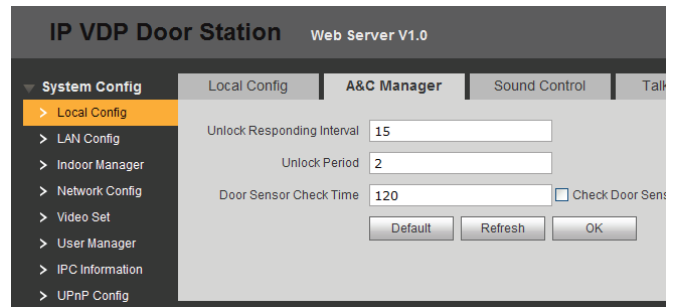 IP VDP Door Station Web Server V1.0
System Config
Local Config
LAN Config
Indoor Manager
Network Config
Video Set
User Manager
IPC Information
UPnP Config
Local Config A&C Manager Sound Control
Unlock Responding Interval 15
Unlock Period 2
Door Sensor Check Time 120 Check Door
Default Refresh OK